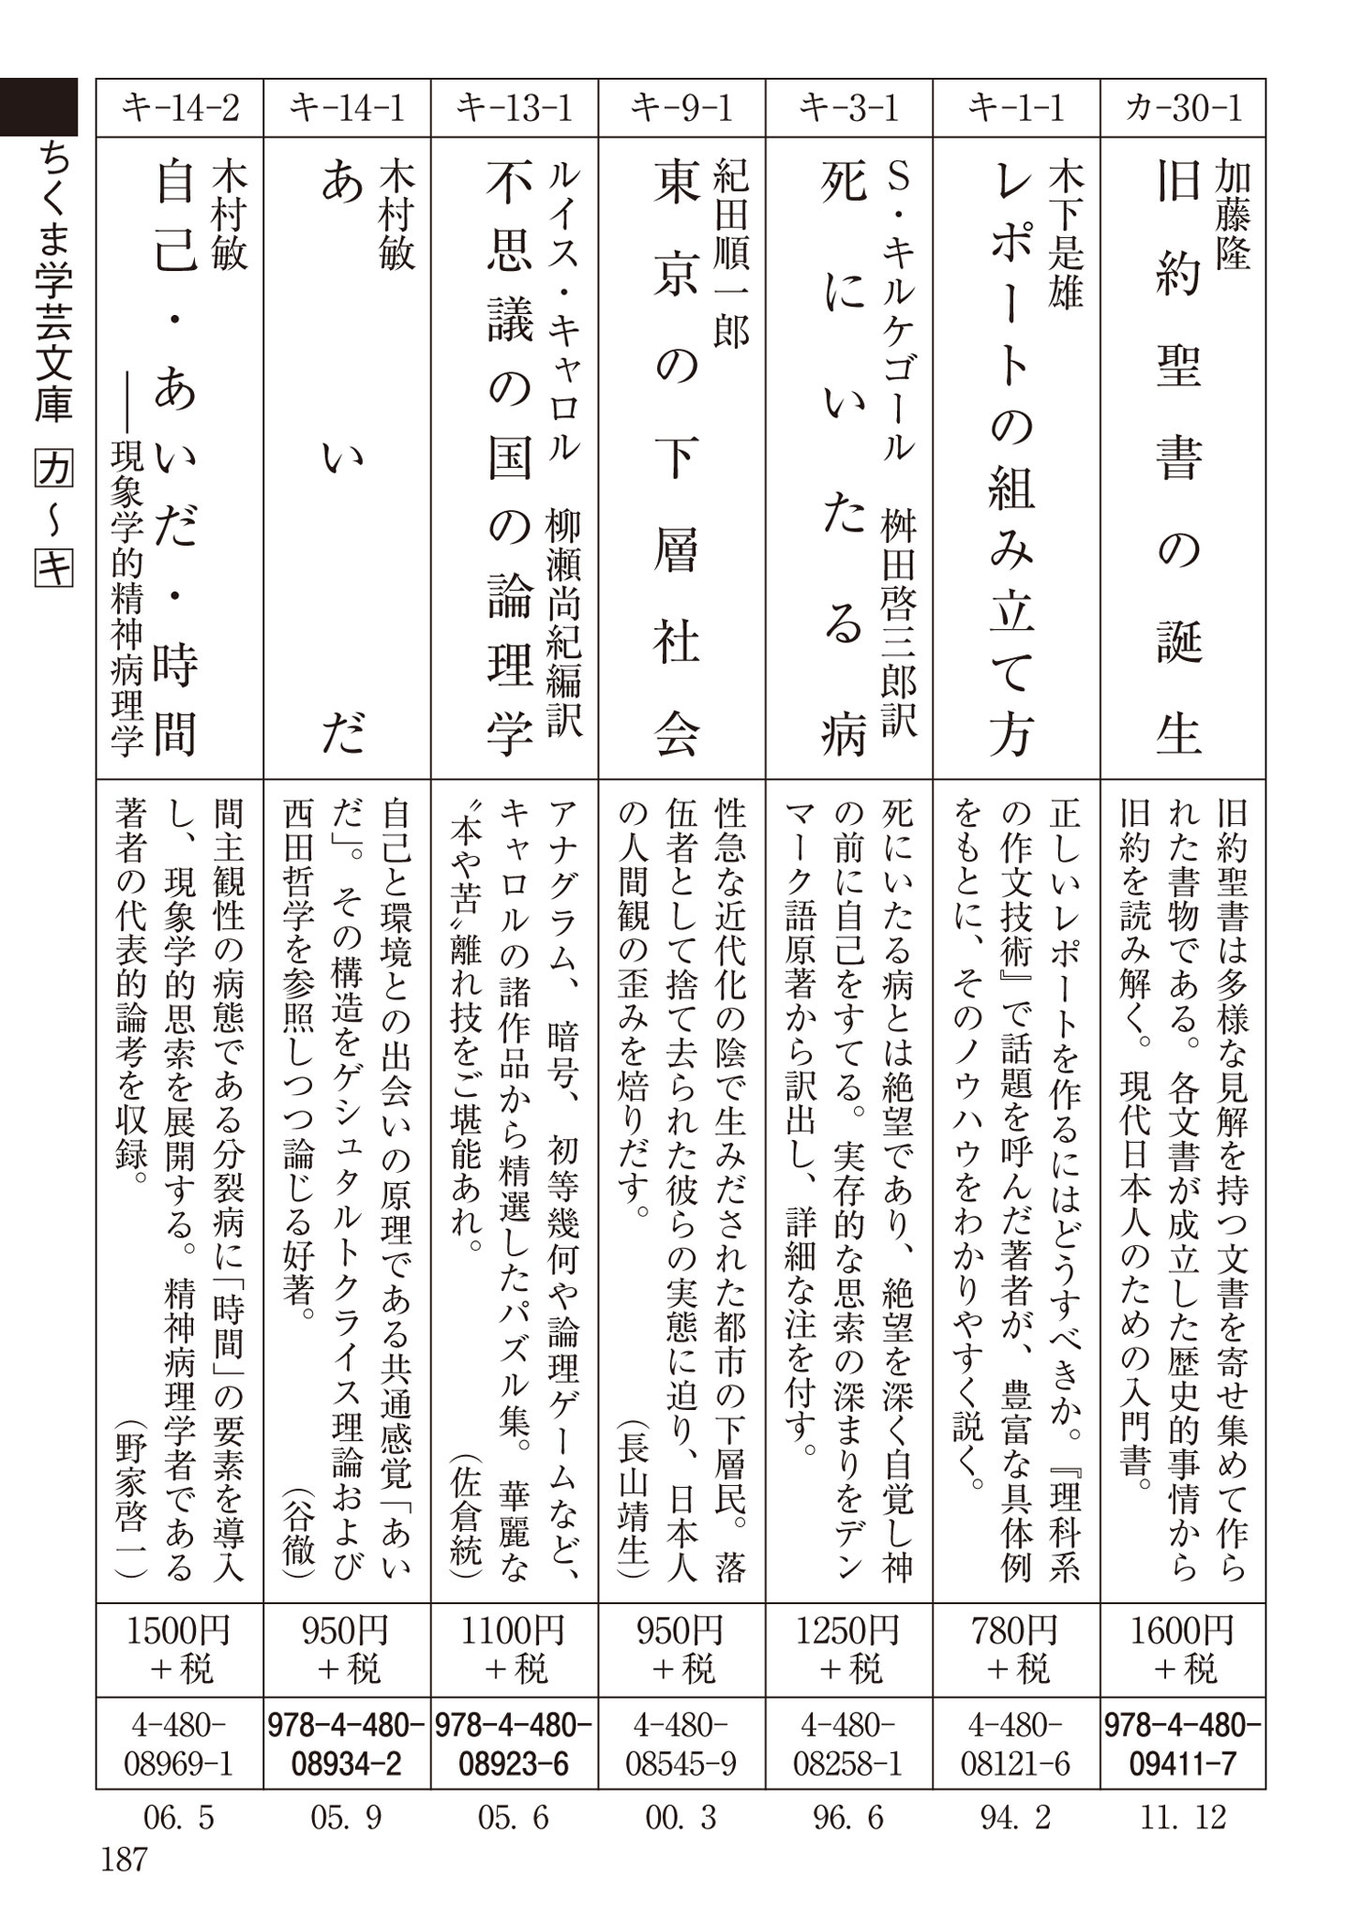 カ-30-1
加藤隆
旧約聖書の誕生
旧約聖書は多様な見解を持つ文書を寄せ集めて作ら
れた書物である。各文書が成立した歴史的事情から
旧約を読み解く。現代日本人のための入門書。
1600円
+税
978-4-480-
09411-7
11. 12
キ-1-1
木下是雄
レポートの組み立て方
正しいレポートを作るにはどうすべきか。『理科系
の作文技術』で話題を呼んだ著者が、豊富な具体例
をもとに、そのノウハウをわかりやすく説く。
780円
+税
4-480-
08121-6
94. 2
キ-3-1
S・キルケゴール 桝田啓三郎訳
死にいたる病
死にいたる病とは絶望であり、絶望を深く自覚し神
の前に自己をすてる。実存的な思索の深まりをデン
マーク語原著から訳出し、詳細な注を付す。
1250円
+税
4-480-
08258-1
96. 6
キ-9-1
紀田順一郎
東京の下層社会
性急な近代化の陰で生みだされた都市の下層民。落
伍者として捨て去られた彼らの実態に迫り、日本人
の人間観の歪みを焙りだす。 (長山靖生)
950円
+税
4-480-
08545-9
00. 3
キ-13-1
ルイス・キャロル 柳瀬尚紀編訳
不思議の国の論理学
アナグラム、暗号、初等幾何や論理ゲームなど、
キャロルの諸作品から精選したパズル集。華麗な
〝本や苦〟離れ技をご堪能あれ。 (佐倉統)
1100円
+税
978-4-480-
08923-6
05. 6
キ-14-1
木村敏
あいだ
自己と環境との出会いの原理である共通感覚「あい
だ」。その構造をゲシュタルトクライス理論および
西田哲学を参照しつつ論じる好著。 (谷徹)
950円
+税
978-4-480-
08934-2
05. 9
キ-14-2
木村敏
自己・あいだ・時間
——現象学的精神病理学
間主観性の病態である分裂病に「時間」の要素を導入
し、現象学的思索を展開する。精神病理学者である
著者の代表的論考を収録。 (野家啓一)
1500円
+税
4-480-
08969-1
06. 5
ちくま学芸文庫 カ〜キ
187